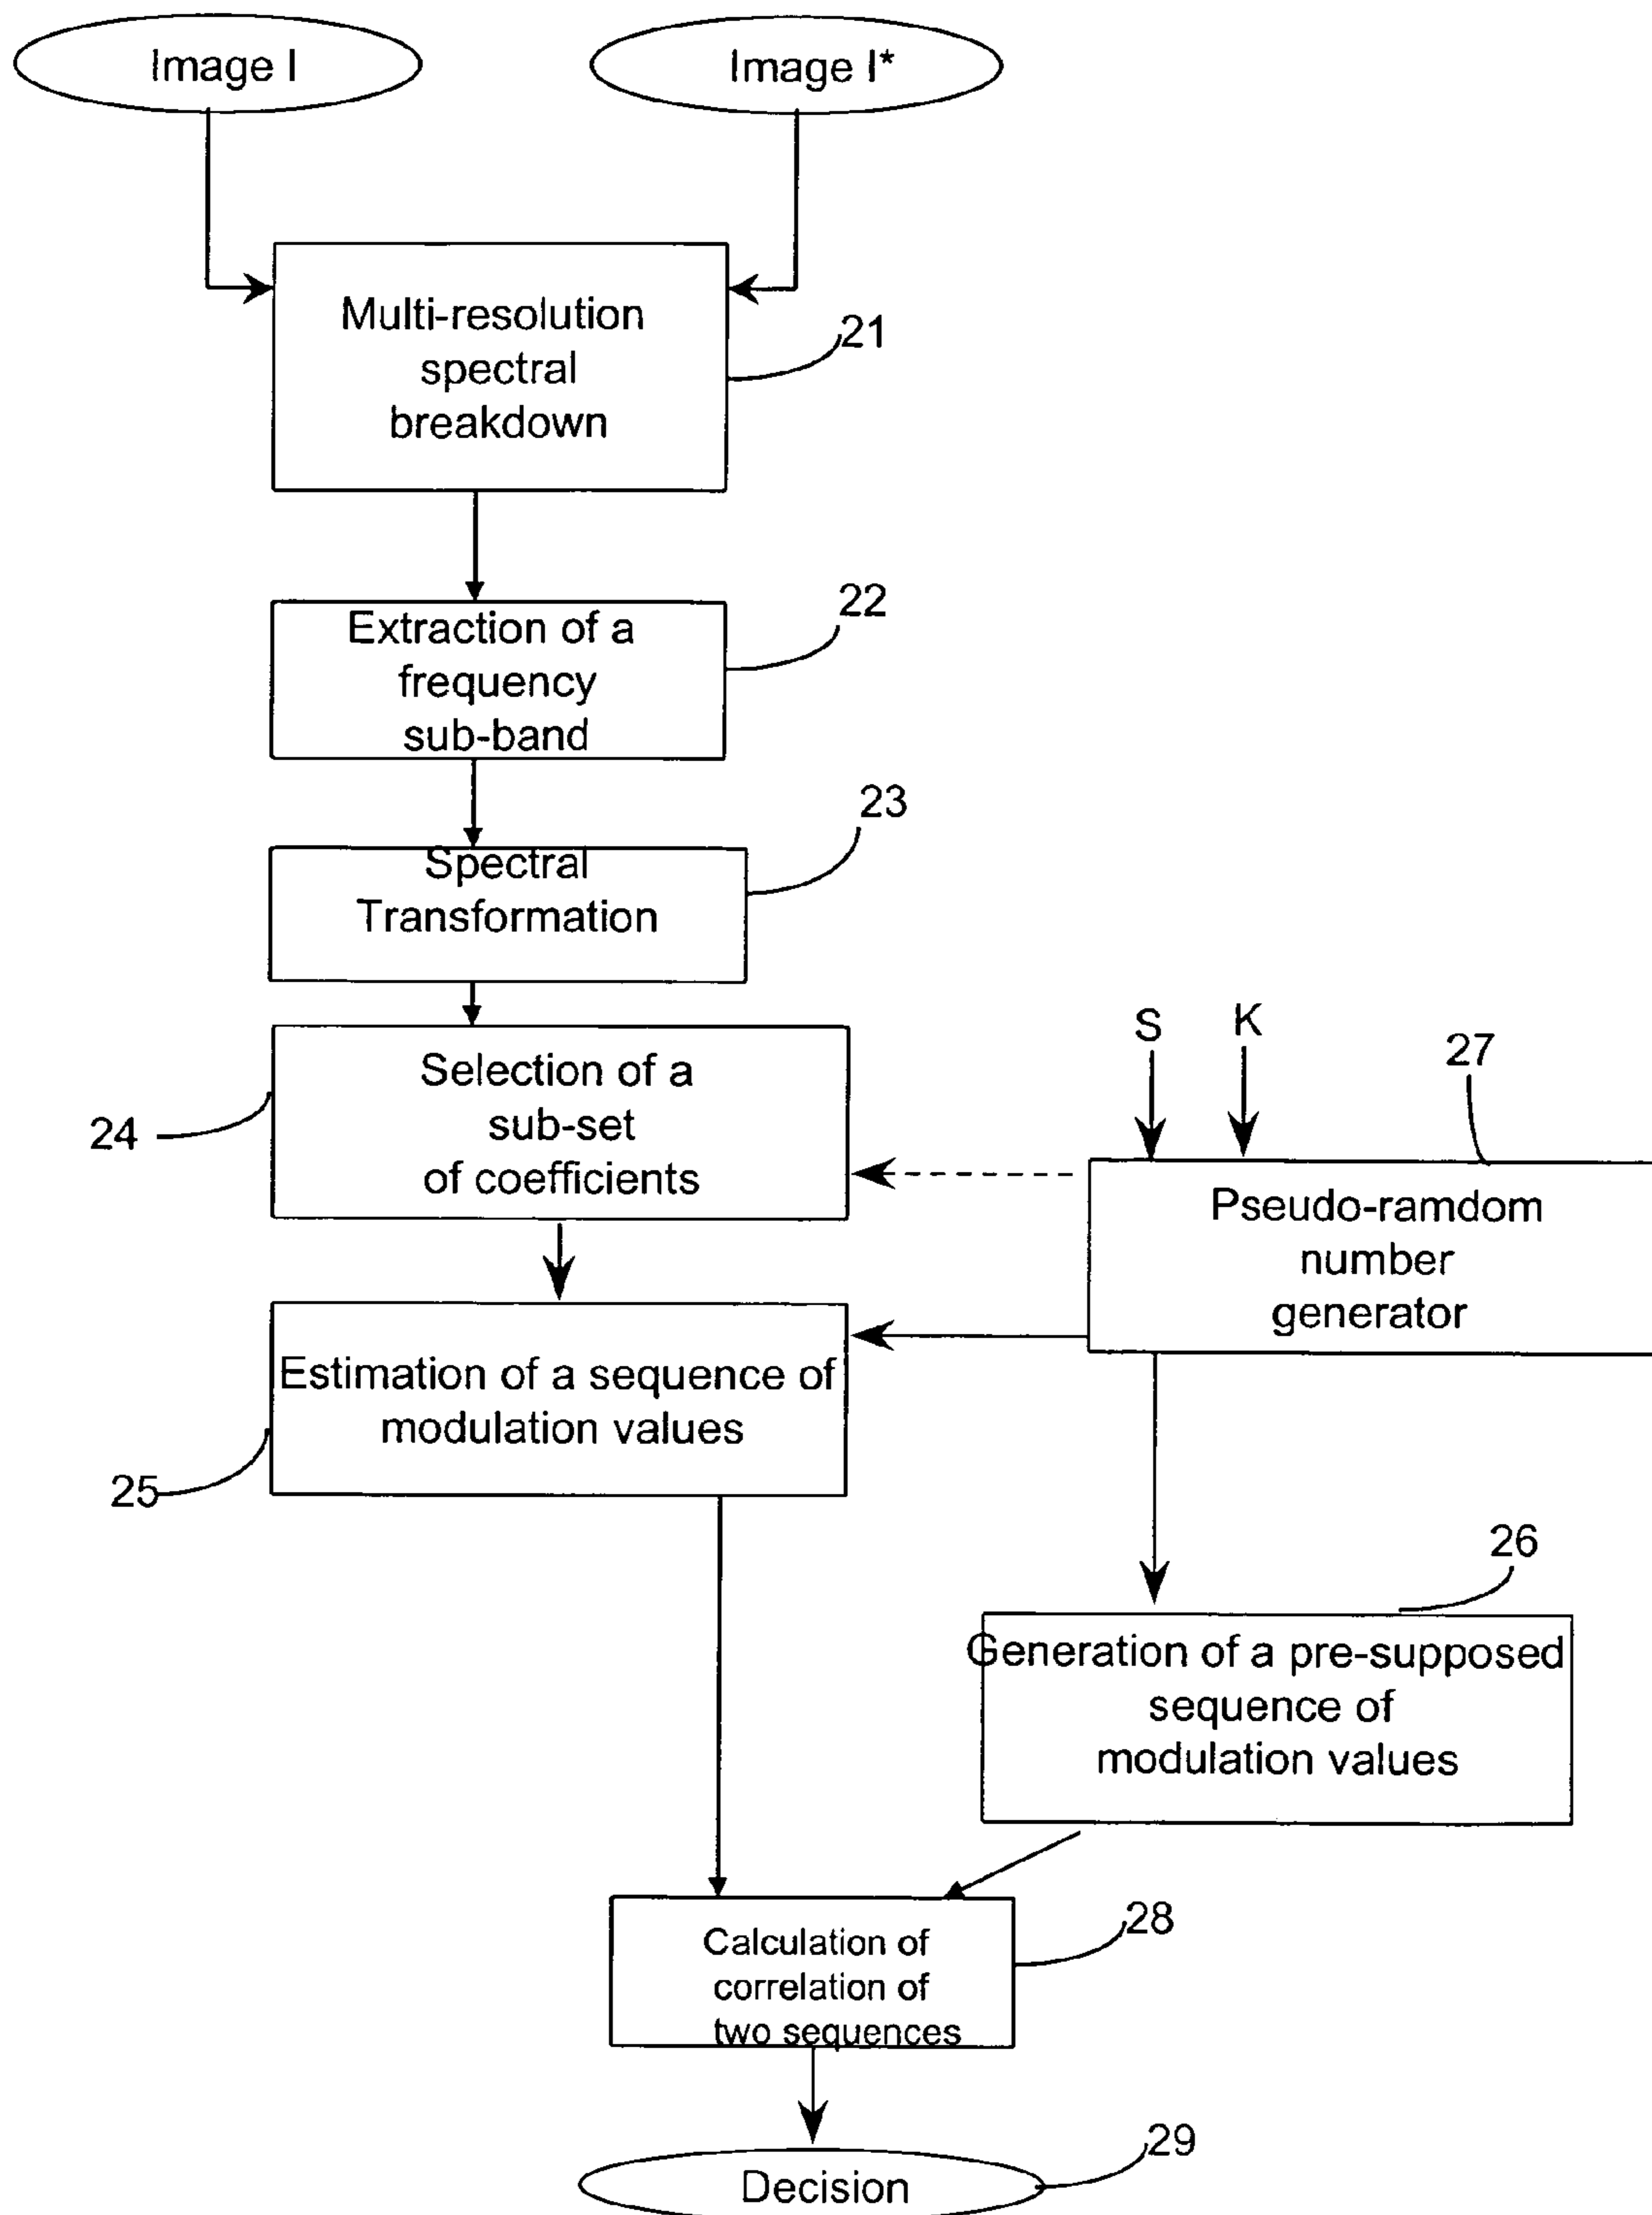 Image I
Image I*
Multi-resolution
spectral
breakdown
21
Extraction of a
frequency
sub-band
22
Spectral
Transformation
23
Selection of a
sub-set
of coefficients
24
S
K
27
Pseudo-ramdom
number
generator
Estimation of a sequence of
modulation values
25
26
Generation of a pre-supposed
sequence of
modulation values
Calculation of
correlation of
two sequences
28
Decision
29